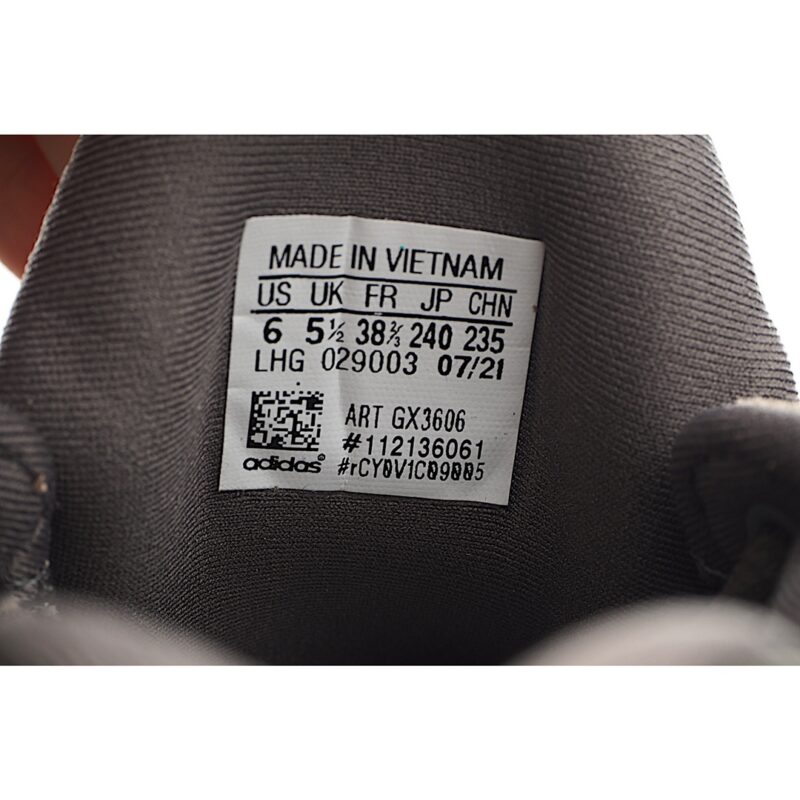 MADE IN VIETNAM
US UK FR JP CHN
6 5½ 38⅔ 240 235
LHG 029003 07/21
ART GX3606
#112136061
adidas® #rCY0V1C09005